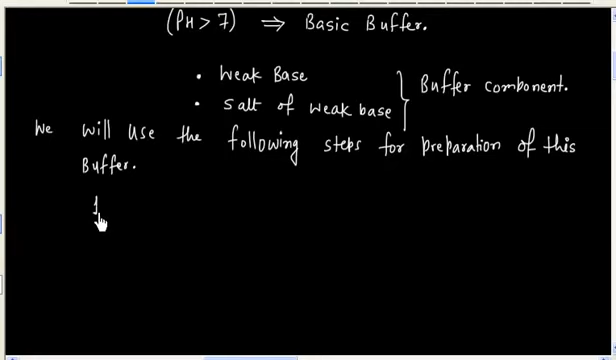 (PH > 7) ⇒ Basic Buffer.
• Weak Base
• Salt of weak base } Buffer component.
We will use the following steps for preparation of this
Buffer.
1